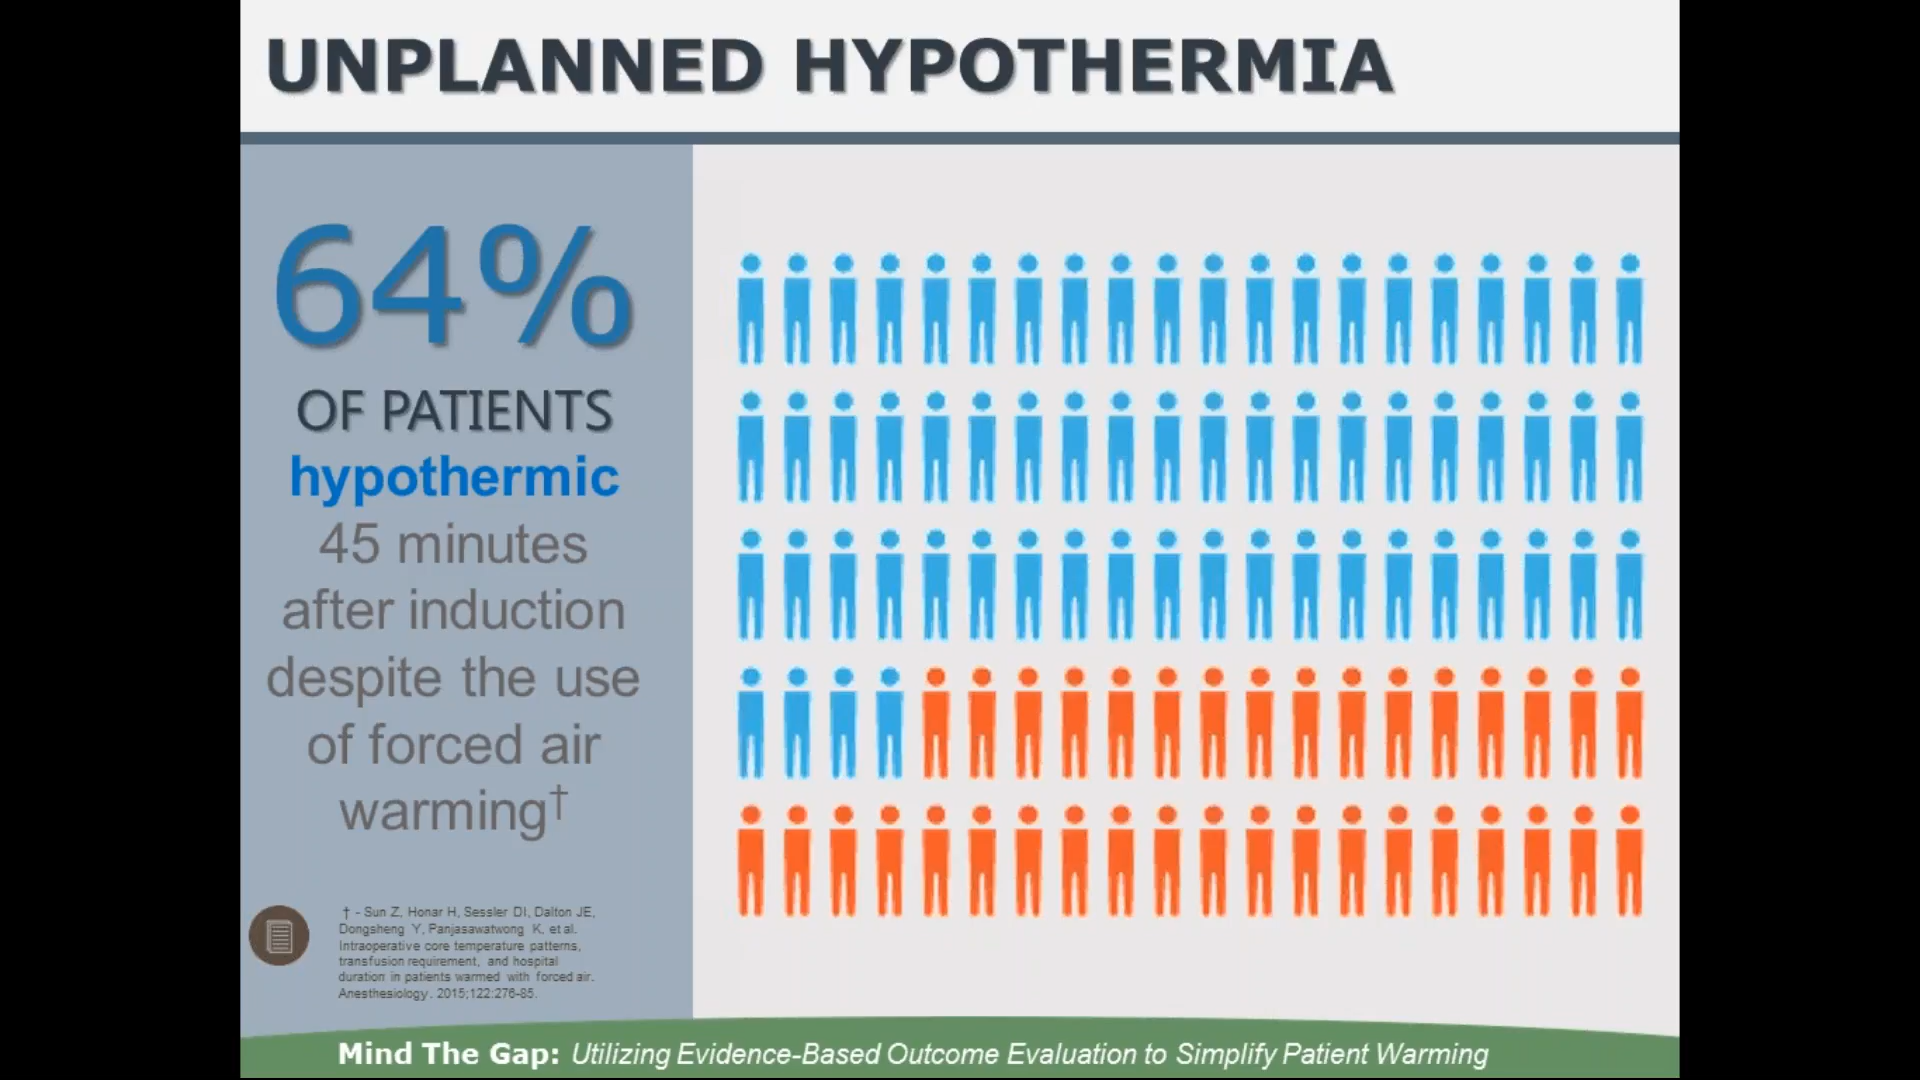 UNPLANNED HYPOTHERMIA
64%
OF PATIENTS
hypothermic
45 minutes
after induction
despite the use
of forced air
warming†
† - Sun Z, Honar H, Sessler DI, Dalton JE,
Dongsheng Y, Panjasawatwong K, et al.
Intraoperative core temperature patterns,
transfusion requirement, and hospital
duration in patients warmed with forced air.
Anesthesiology. 2015;122:276-85.
Mind The Gap: Utilizing Evidence-Based Outcome Evaluation to Simplify Patient Warming